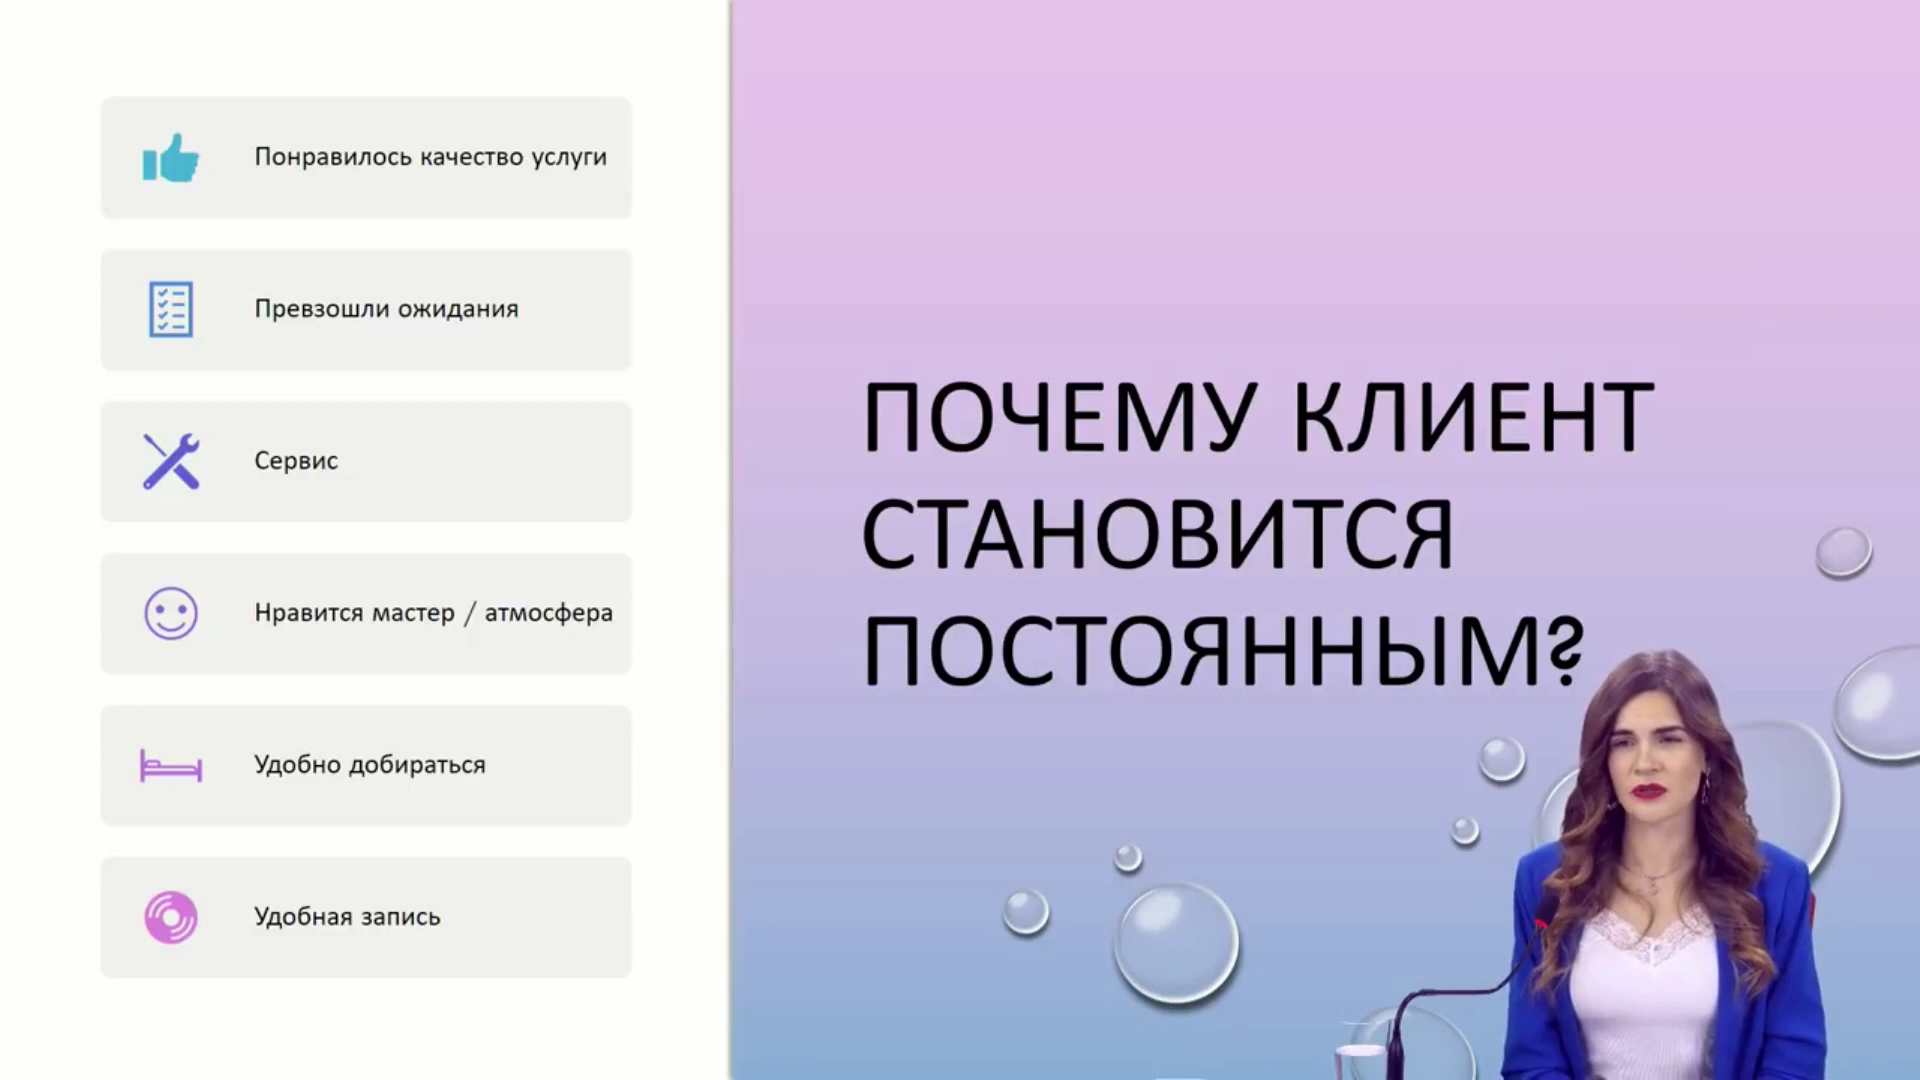 Понравилось качество услуги
Превзошли ожидания
Сервис
Нравится мастер / атмосфера
Удобно добираться
Удобная запись
ПОЧЕМУ КЛИЕНТ
СТАНОВИТСЯ
ПОСТОЯННЫМ?